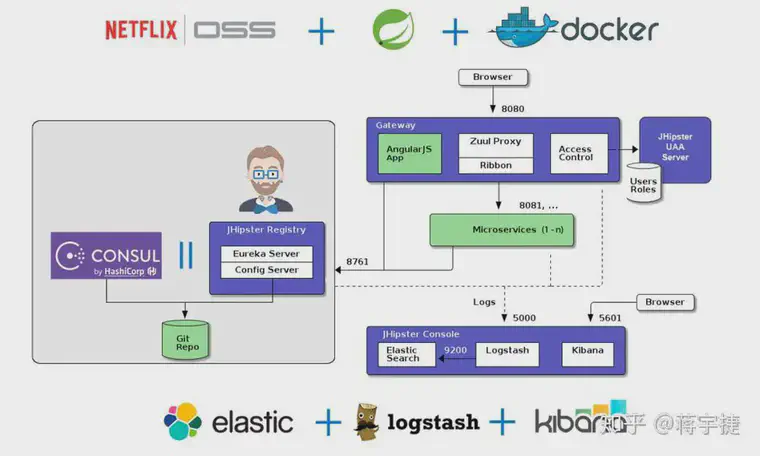 NETFLIX OSS + + docker
Browser
8080
Gateway
AngularJS
App
Zuul Proxy
Ribbon
Access
Control
JHipster
UAA
Server
Users
Roles
8081, ...
Microservices (1-n)
JHipster Registry
Eureka Server
Config Server
8761
CONSUL
by HashiCorp
Git
Repo
Logs
5000
5601
Browser
JHipster Console
Elastic
Search
9200
Logstash
Kibana
elastic + logstash + kibana
知乎 @蒋宇捷